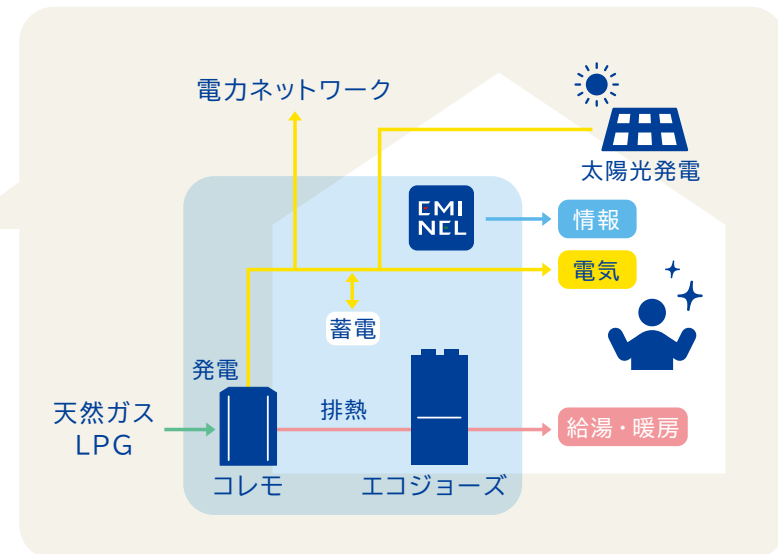 電力ネットワーク
太陽光発電
EMI
NEL
情報
電気
蓄電
発電
天然ガス
LPG
排熱
給湯・暖房
コレモ
エコジョーズ